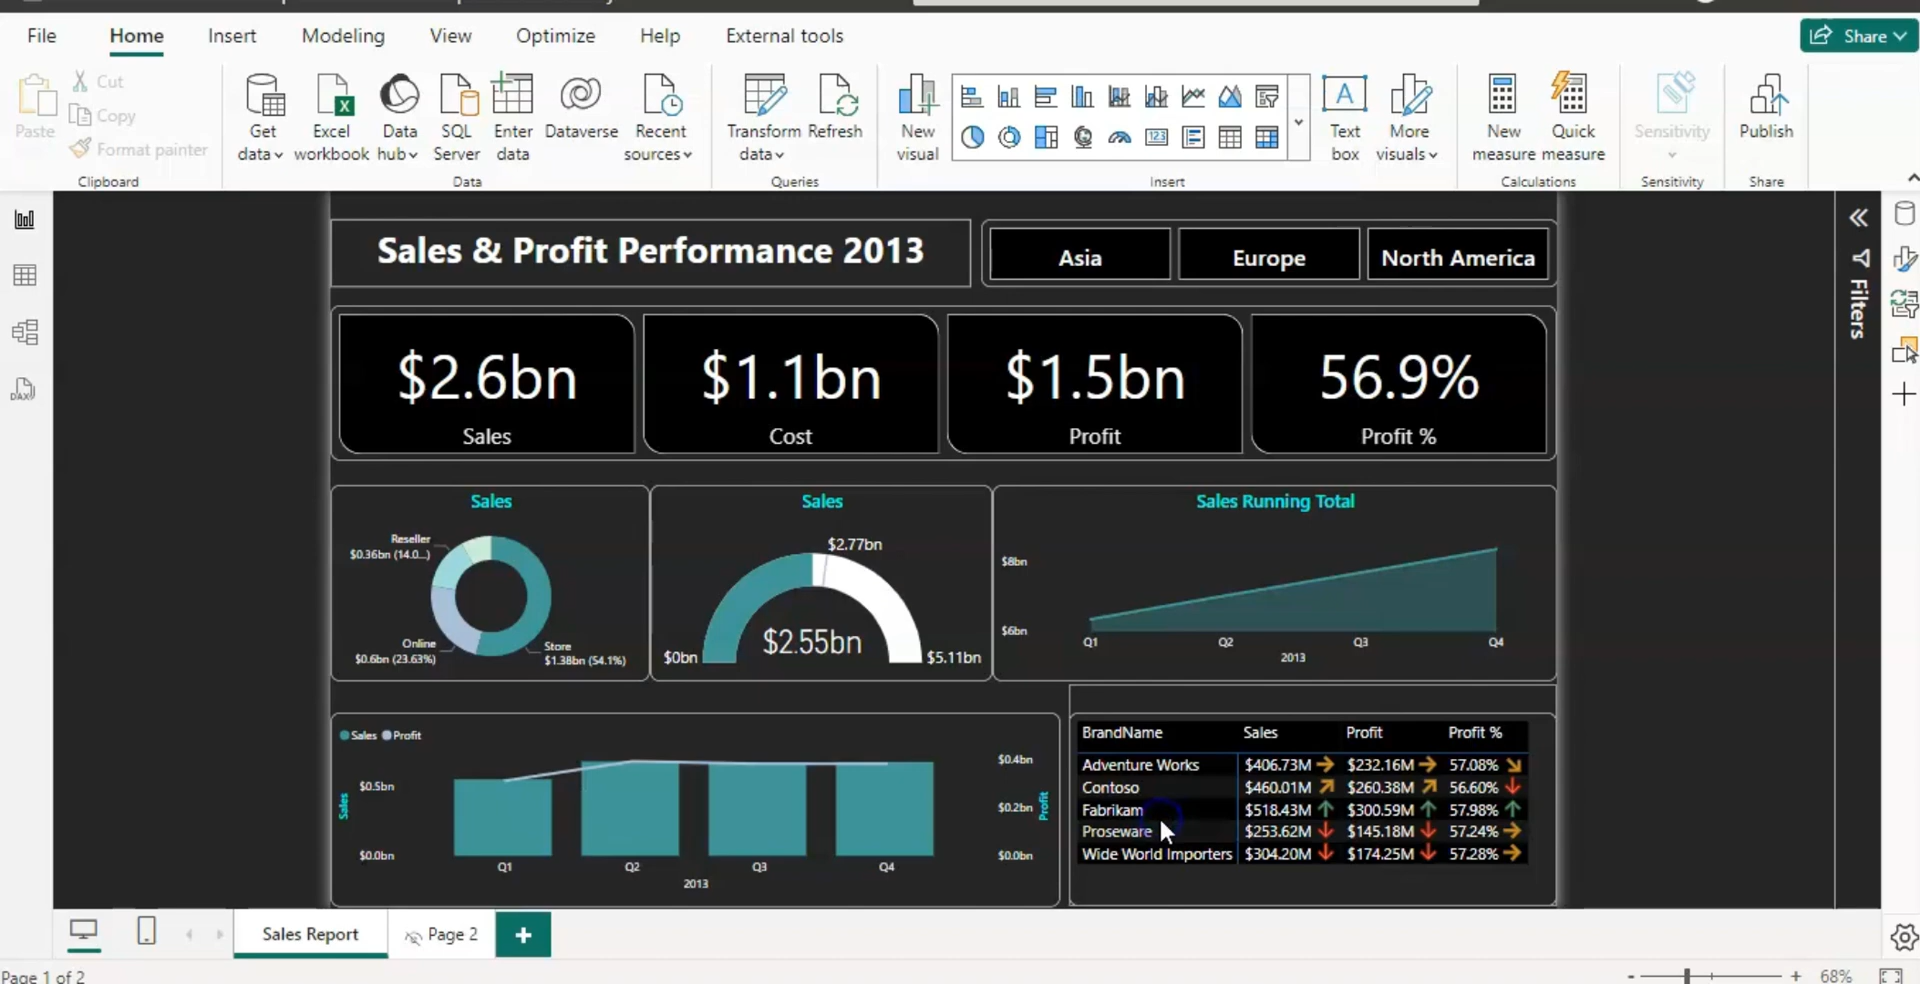 File Home Insert Modeling View Optimize Help External tools Share
Paste
Cut
Copy
Format painter
Clipboard
Get data
Excel workbook
Data hub
SQL Server
Enter data
Dataverse
Recent sources
Data
Transform data
Refresh
Queries
New visual
Text box
More visuals
Insert
New measure
Quick measure
Calculations
Sensitivity
Sensitivity
Publish
Share
123
A
X
DAX
Filters
Sales & Profit Performance 2013
Asia Europe North America
$2.6bn
Sales
$1.1bn
Cost
$1.5bn
Profit
56.9%
Profit %
Sales
Reseller
$0.36bn (14.0...)
Online
$0.6bn (23.63%)
Store
$1.38bn (54.1%)
Sales
$2.77bn
$2.55bn
$0bn
$5.11bn
Sales Running Total
$8bn
$6bn
Q1 Q2 Q3 Q4
2013
Sales Profit
Sales
$0.5bn
$0.0bn
Q1 Q2 Q3 Q4
2013
$0.4bn
$0.2bn
$0.0bn
Profit
BrandName Sales Profit Profit %
Adventure Works $406.73M $232.16M 57.08%
Contoso $460.01M $260.38M 56.60%
Fabrikam $518.43M $300.59M 57.98%
Proseware $253.62M $145.18M 57.24%
Wide World Importers $304.20M $174.25M 57.28%
Sales Report Page 2 +
Page 1 of 2
- + 68%